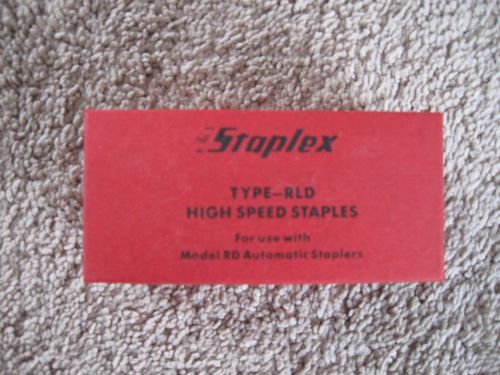 Staplex
TYPE-RLD
HIGH SPEED STAPLES
For use with
Model RD Automatic Staplers